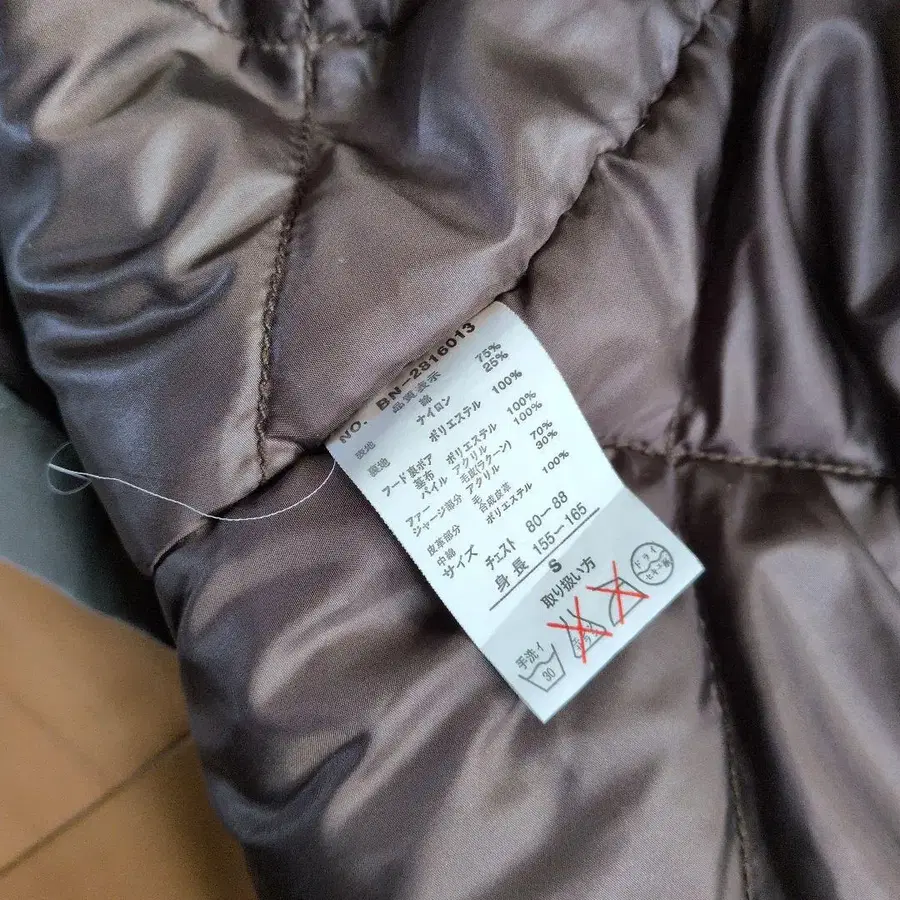 NO. BN-2816013
品質表示
表地 綿 75%
ナイロン 25%
裏地 ポリエステル 100%
フード裏ボア
基布 ポリエステル 100%
パイル アクリル 100%
ファー 毛皮(ラクーン)
ジャージ部分 アクリル 70%
毛 30%
皮革部分 合成皮革
中綿 ポリエステル 100%
サイズ
チェスト 80-88
身長 155-165
S
取り扱い方
手洗イ
30
ドライ
セキユ系